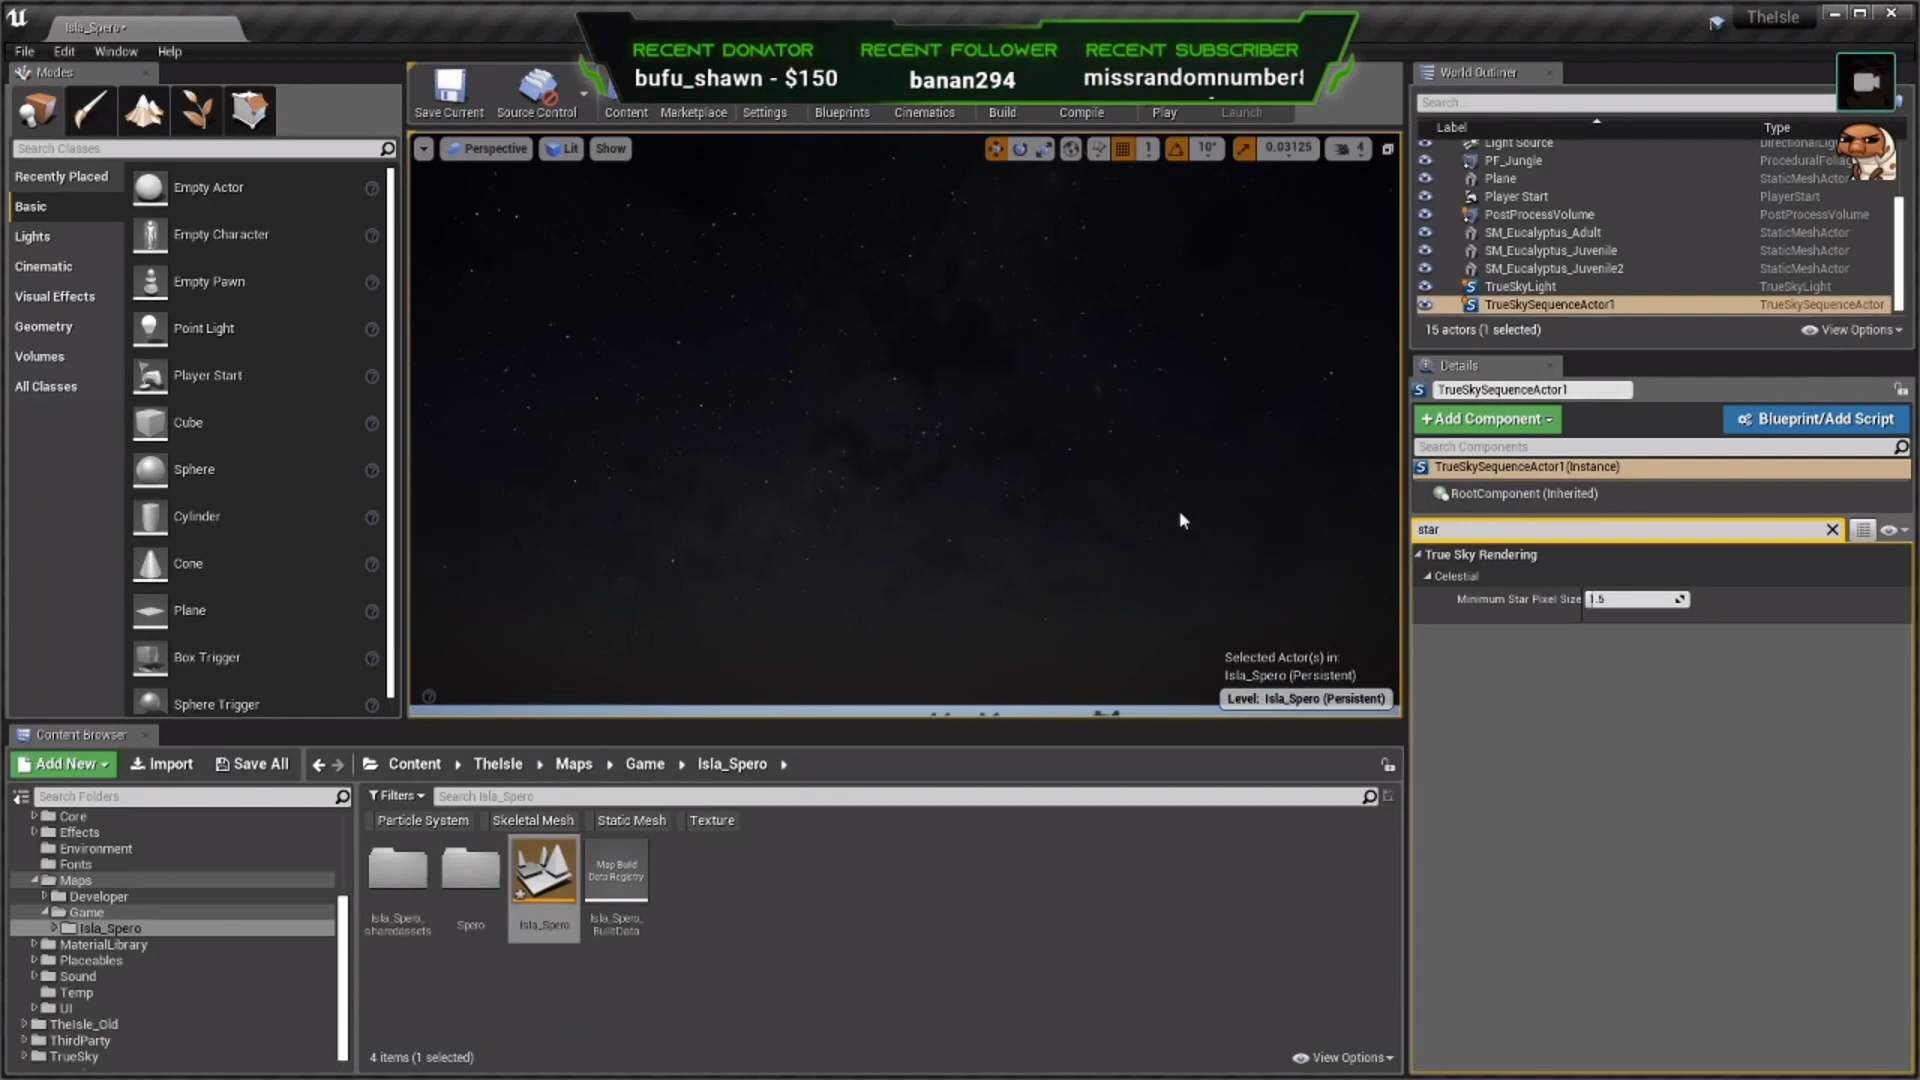 Isla_Spero•
TheIsle
File Edit Window Help
RECENT DONATOR RECENT FOLLOWER RECENT SUBSCRIBER
bufu_shawn - $150 banan294 missrandomnumber
Modes
Save Current Source Control Content Marketplace Settings Blueprints Cinematics Build Compile Play Launch
Search Classes
Recently Placed
Basic
Lights
Cinematic
Visual Effects
Geometry
Volumes
All Classes
Empty Actor
Empty Character
Empty Pawn
Point Light
Player Start
Cube
Sphere
Cylinder
Cone
Plane
Box Trigger
Sphere Trigger
Perspective Lit Show
1 10° 0.03125 4
Selected Actor(s) in:
Isla_Spero (Persistent)
Level: Isla_Spero (Persistent)
World Outliner
Search...
Label Type
Light Source
PF_Jungle ProceduralFolia
Plane StaticMeshActor
Player Start PlayerStart
PostProcessVolume PostProcessVolume
SM_Eucalyptus_Adult StaticMeshActor
SM_Eucalyptus_Juvenile StaticMeshActor
SM_Eucalyptus_Juvenile2 StaticMeshActor
TrueSkyLight TrueSkyLight
TrueSkySequenceActor1 TrueSkySequenceActor
15 actors (1 selected) View Options
Details
TrueSkySequenceActor1
+Add Component Blueprint/Add Script
Search Components
TrueSkySequenceActor1(Instance)
RootComponent (Inherited)
star
True Sky Rendering
Celestial
Minimum Star Pixel Size 1.5
Content Browser
Add New Import Save All Content TheIsle Maps Game Isla_Spero
Search Folders
Filters Search Isla_Spero
Particle System Skeletal Mesh Static Mesh Texture
Core
Effects
Environment
Fonts
Maps
Developer
Game
Isla_Spero
MaterialLibrary
Placeables
Sound
Temp
UI
TheIsle_Old
ThirdParty
TrueSky
Map Build
Data Registry
Isla_Spero_
sharedassets
Spero
Isla_Spero
Isla_Spero_
BuiltData
4 items (1 selected) View Options